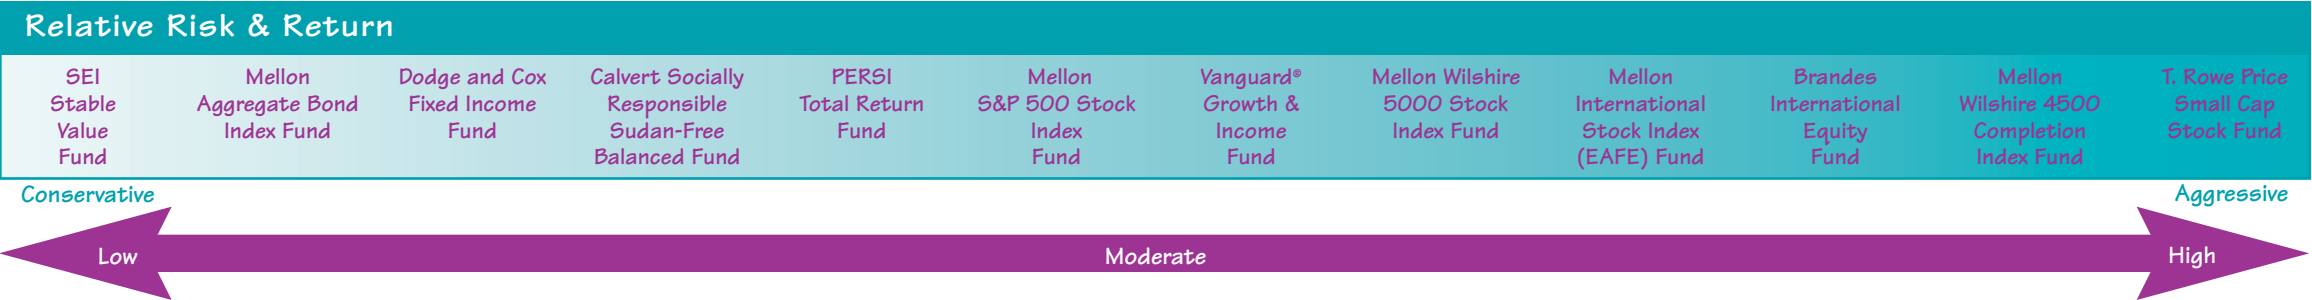 Relative Risk & Return
SEI
Stable
Value
Fund
Mellon
Aggregate Bond
Index Fund
Dodge and Cox
Fixed Income
Fund
Calvert Socially
Responsible
Sudan-Free
Balanced Fund
PERSI
Total Return
Fund
Mellon
S&P 500 Stock
Index
Fund
Vanguard®
Growth &
Income
Fund
Mellon Wilshire
5000 Stock
Index Fund
Mellon
International
Stock Index
(EAFE) Fund
Brandes
International
Equity
Fund
Mellon
Wilshire 4500
Completion
Index Fund
T. Rowe Price
Small Cap
Stock Fund
Conservative
Aggressive
Low
Moderate
High